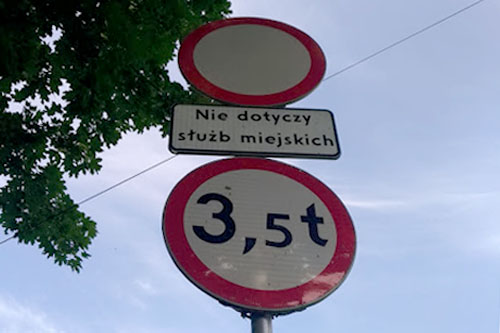 Nie dotyczy
służb miejskich
3,5t